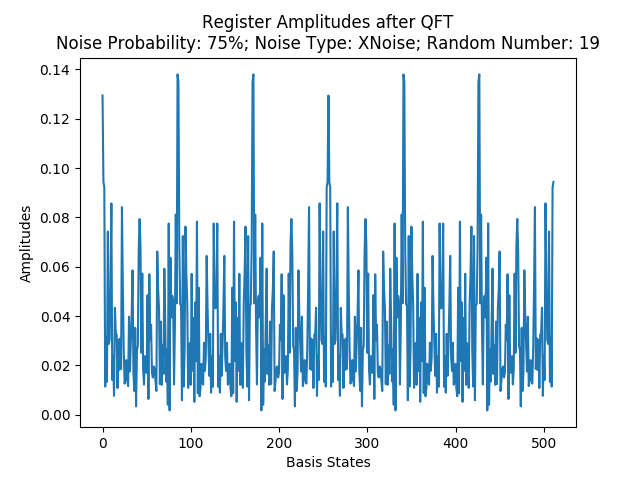 Register Amplitudes after QFT
Noise Probability: 75%; Noise Type: XNoise; Random Number: 19
0.14
0.12
0.10
0.08
0.06
0.04
0.02
0.00
Amplitudes
0 100 200 300 400 500
Basis States